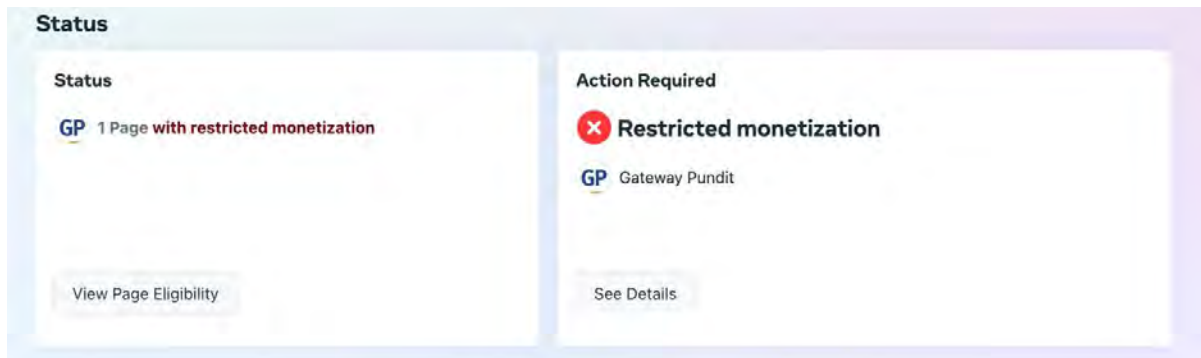 Status
Status
GP 1 Page with restricted monetization
View Page Eligibility
Action Required
Restricted monetization
GP Gateway Pundit
See Details